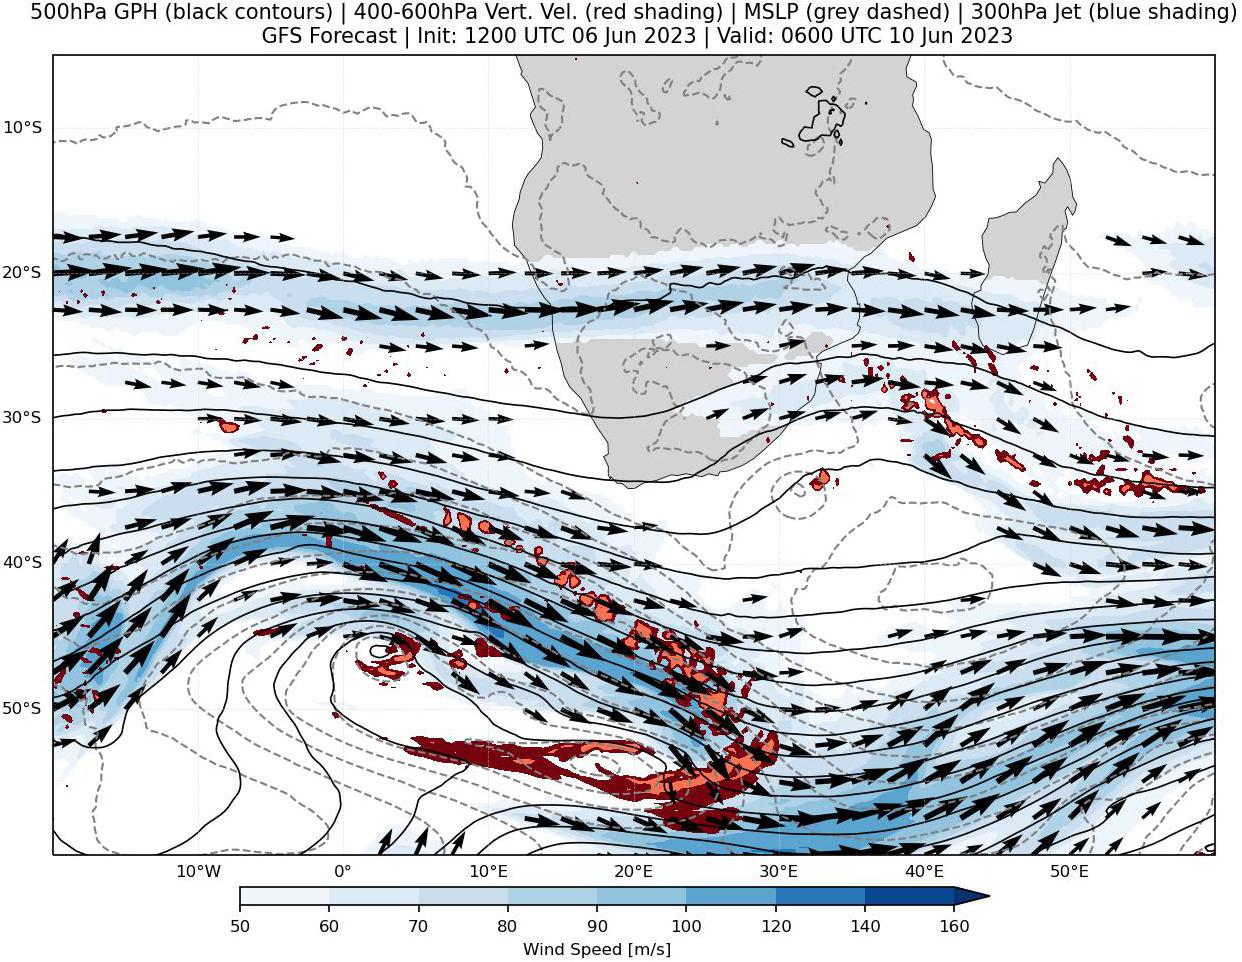 500hPa GPH (black contours) | 400-600hPa Vert. Vel. (red shading) | MSLP (grey dashed) | 300hPa Jet (blue shading)
GFS Forecast | Init: 1200 UTC 06 Jun 2023 | Valid: 0600 UTC 10 Jun 2023
10°S
20°S
30°S
40°S
50°S
10°W 0° 10°E 20°E 30°E 40°E 50°E
50 60 70 80 90 100 120 140 160
Wind Speed [m/s]